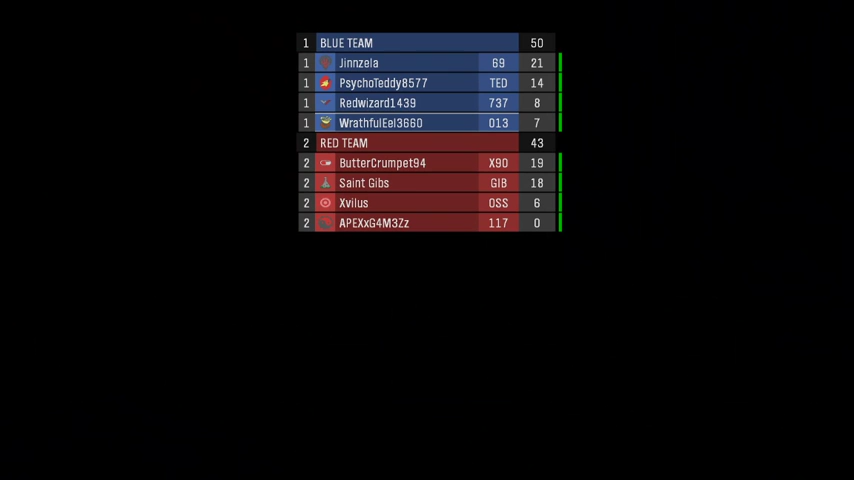 1 BLUE TEAM 50
1 Jinnzela 69 21
1 PsychoTeddy8577 TED 14
1 Redwizard1439 737 8
1 WrathfulEel3660 013 7
2 RED TEAM 43
2 ButterCrumpet94 X90 19
2 Saint Gibs GIB 18
2 Xvilus OSS 6
2 APEXxG4M3Zz 117 0